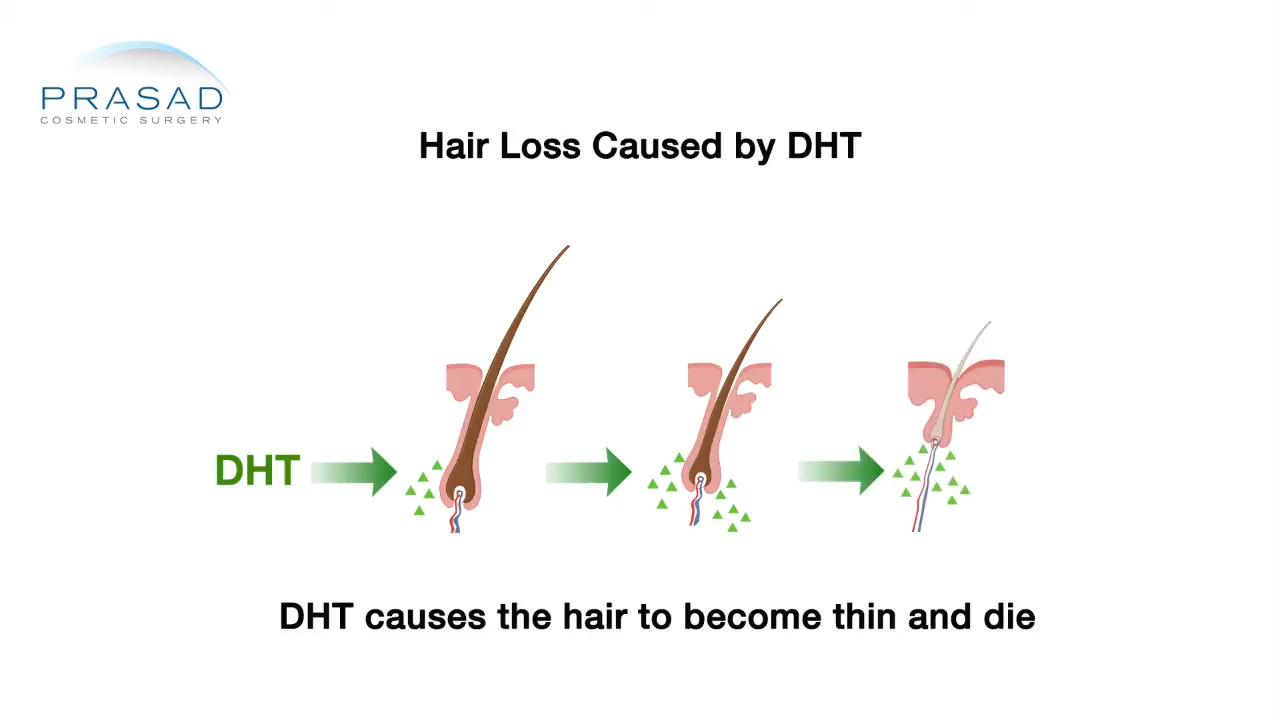 PRASAD
COSMETIC SURGERY
Hair Loss Caused by DHT
DHT
DHT causes the hair to become thin and die